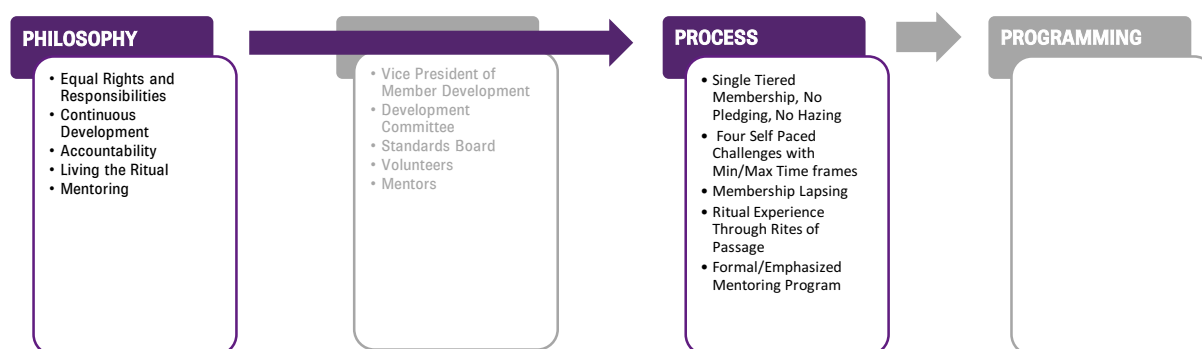 PHILOSOPHY
• Equal Rights and
Responsibilities
• Continuous
Development
• Accountability
• Living the Ritual
• Mentoring
• Vice President of
Member Development
• Development
Committee
• Standards Board
• Volunteers
• Mentors
PROCESS
• Single Tiered
Membership, No
Pledging, No Hazing
• Four Self Paced
Challenges with
Min/Max Time frames
• Membership Lapsing
• Ritual Experience
Through Rites of
Passage
• Formal/Emphasized
Mentoring Program
PROGRAMMING